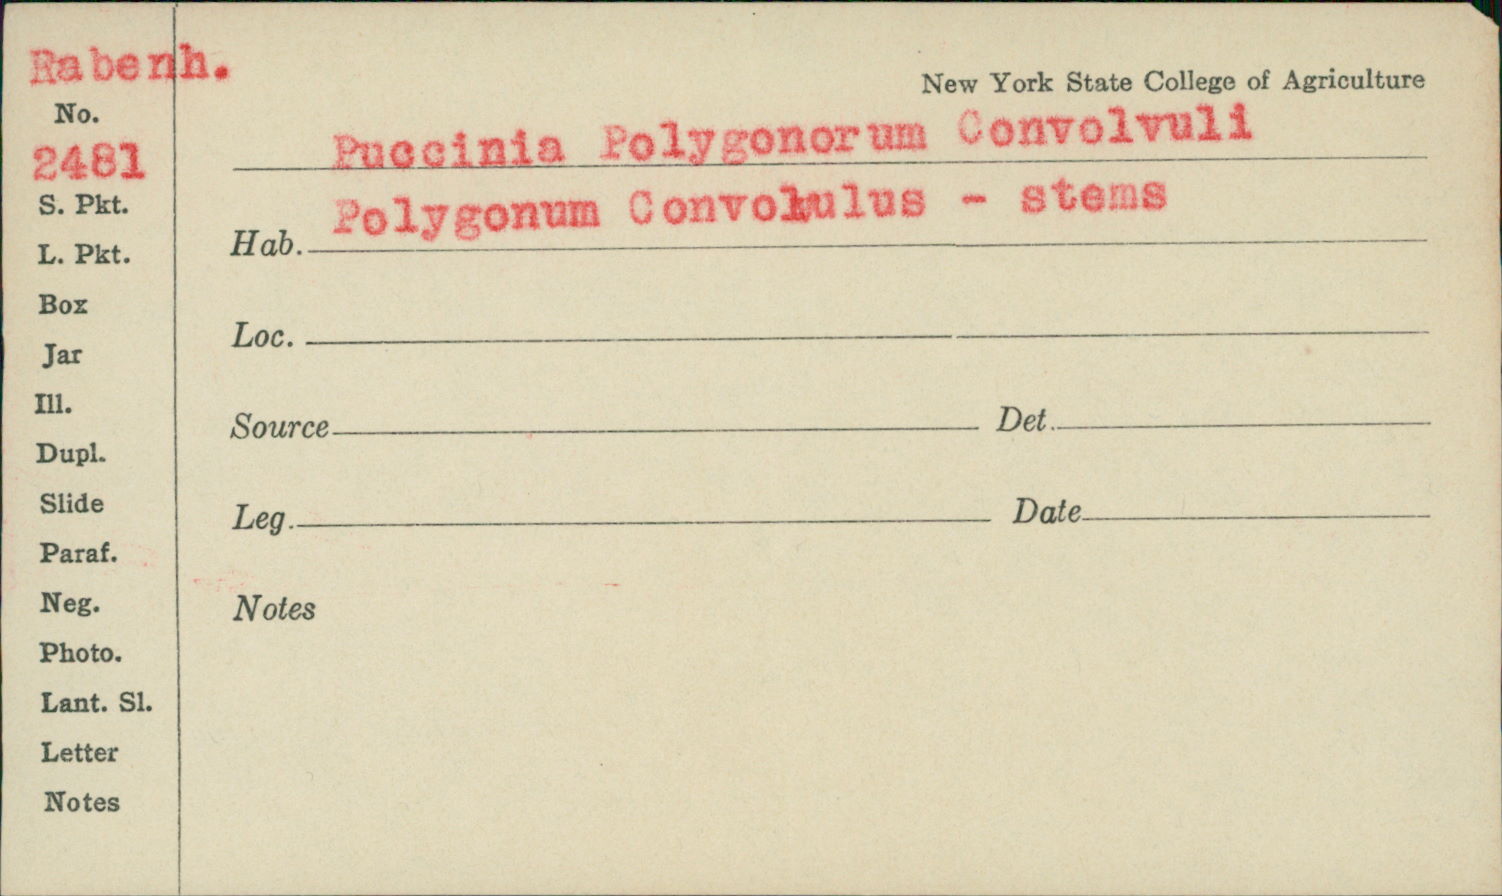 Rabenh.
No.
2481
S. Pkt.
L. Pkt.
Box
Jar
Ill.
Dupl.
Slide
Paraf.
Neg.
Photo.
Lant. Sl.
Letter
Notes
New York State College of Agriculture
Puccinia Polygonorum Convolvuli
Hab. Polygonum Convolvulus - stems
Loc.
Source Det.
Leg. Date
Notes